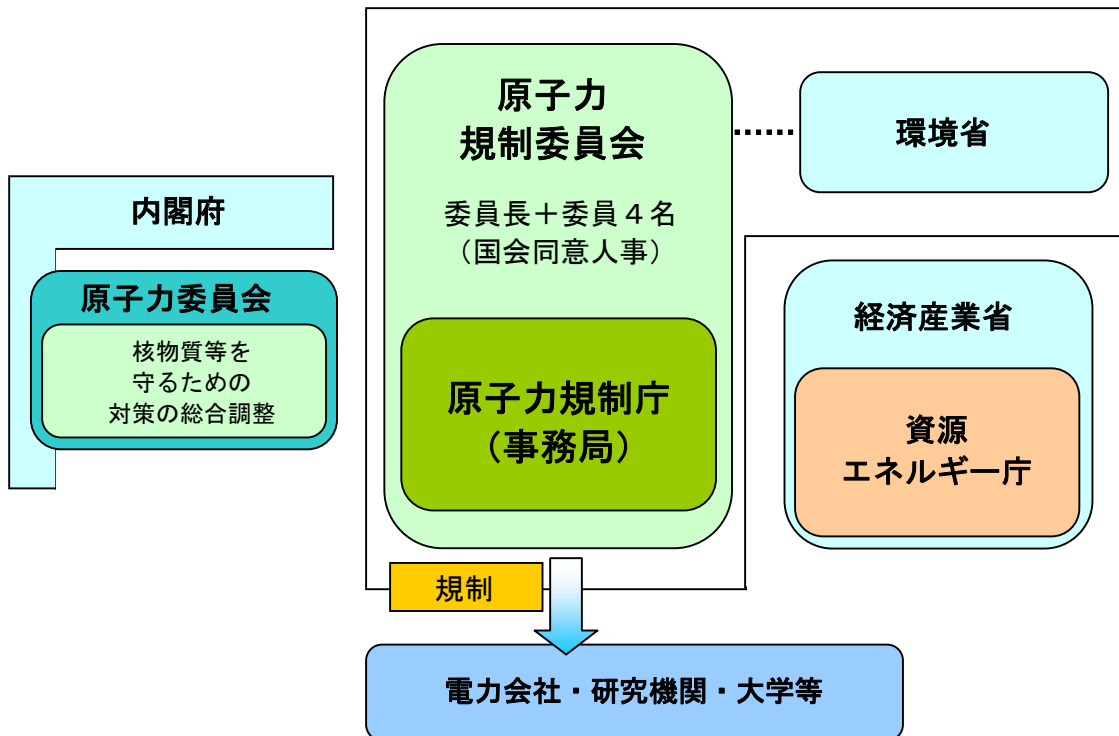 原子力
規制委員会
委員長＋委員４名
（国会同意人事）
原子力規制庁
（事務局）
環境省
内閣府
原子力委員会
核物質等を
守るための
対策の総合調整
経済産業省
資源
エネルギー庁
規制
電力会社・研究機関・大学等